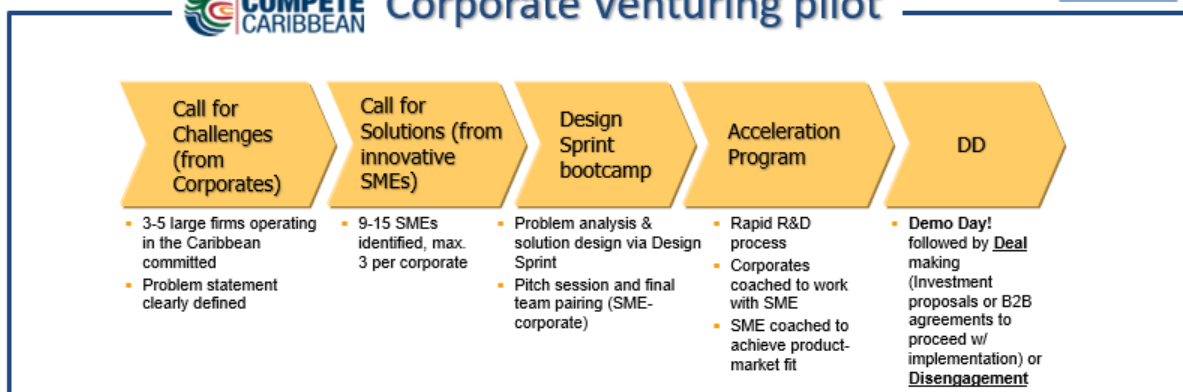 COMPETE
CARIBBEAN
Corporate Venturing pilot
Call for
Challenges
(from
Corporates)
Call for
Solutions (from
innovative
SMEs)
Design
Sprint
bootcamp
Acceleration
Program
DD
3-5 large firms operating
in the Caribbean
committed
Problem statement
clearly defined
9-15 SMEs
identified, max.
3 per corporate
Problem analysis &
solution design via Design
Sprint
Pitch session and final
team pairing (SME-
corporate)
Rapid R&D
process
Corporates
coached to work
with SME
SME coached to
achieve product-
market fit
Demo Day!
followed by Deal
making
(Investment
proposals or B2B
agreements to
proceed w/
implementation) or
Disengagement